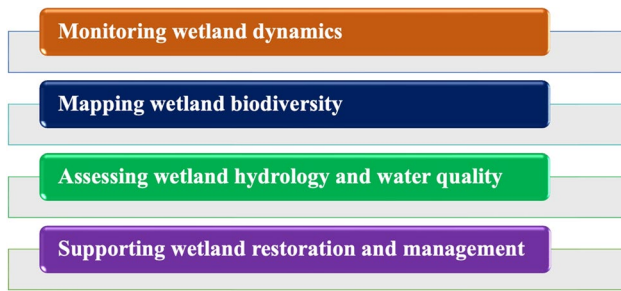 Monitoring wetland dynamics
Mapping wetland biodiversity
Assessing wetland hydrology and water quality
Supporting wetland restoration and management